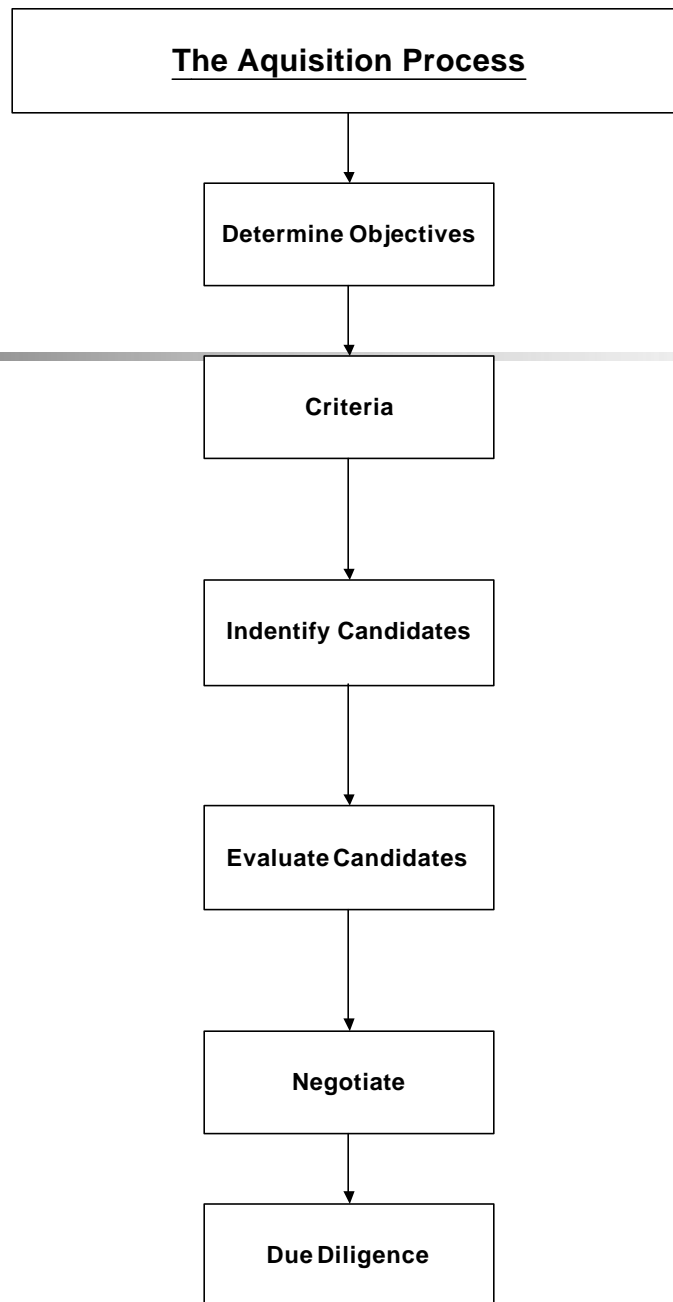 The Aquisition Process
Determine Objectives
Criteria
Indentify Candidates
Evaluate Candidates
Negotiate
Due Diligence